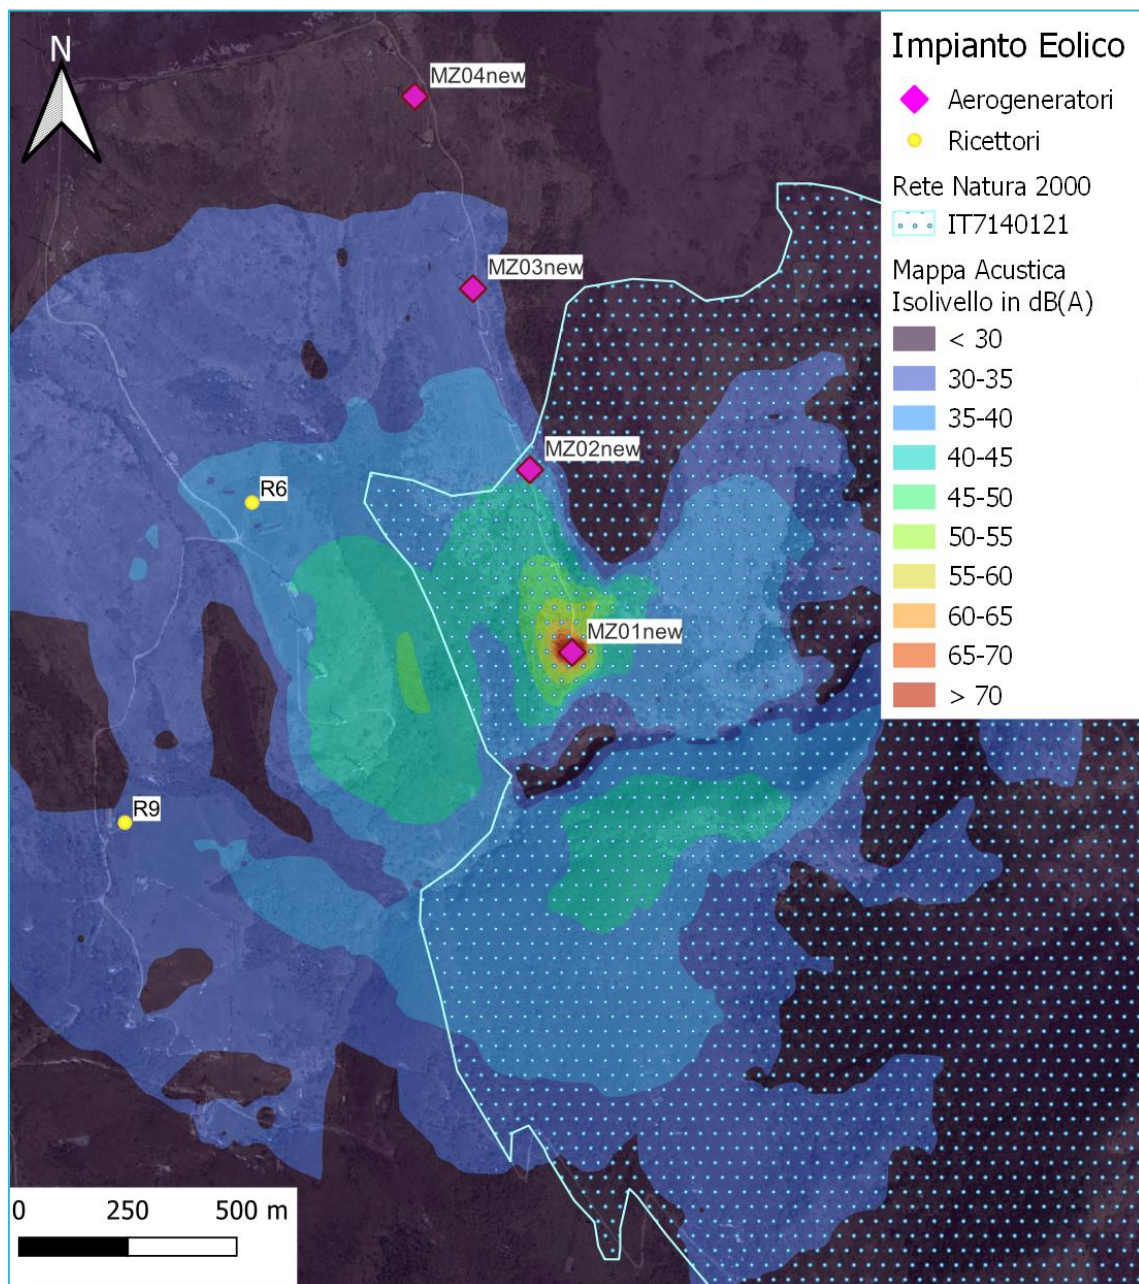 N
MZ04new
MZ03new
MZ02new
R6
MZ01new
R9
0 250 500 m
Impianto Eolico
Aerogeneratori
Ricettori
Rete Natura 2000
IT7140121
Mappa Acustica
Isolivello in dB(A)
< 30
30-35
35-40
40-45
45-50
50-55
55-60
60-65
65-70
> 70